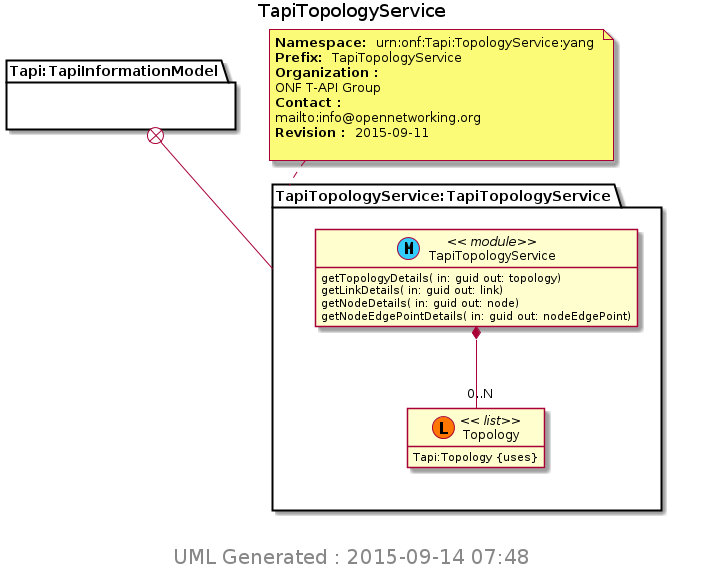 TapiTopologyService
Namespace: urn:onf:Tapi:TopologyService:yang
Prefix: TapiTopologyService
Organization :
ONF T-API Group
Contact :
mailto:info@opennetworking.org
Revision : 2015-09-11
Tapi:TapiInformationModel
TapiTopologyService:TapiTopologyService
M
<< module>>
TapiTopologyService
getTopologyDetails( in: guid out: topology)
getLinkDetails( in: guid out: link)
getNodeDetails( in: guid out: node)
getNodeEdgePointDetails( in: guid out: nodeEdgePoint)
0..N
L
<< list>>
Topology
Tapi:Topology {uses}
UML Generated : 2015-09-14 07:48